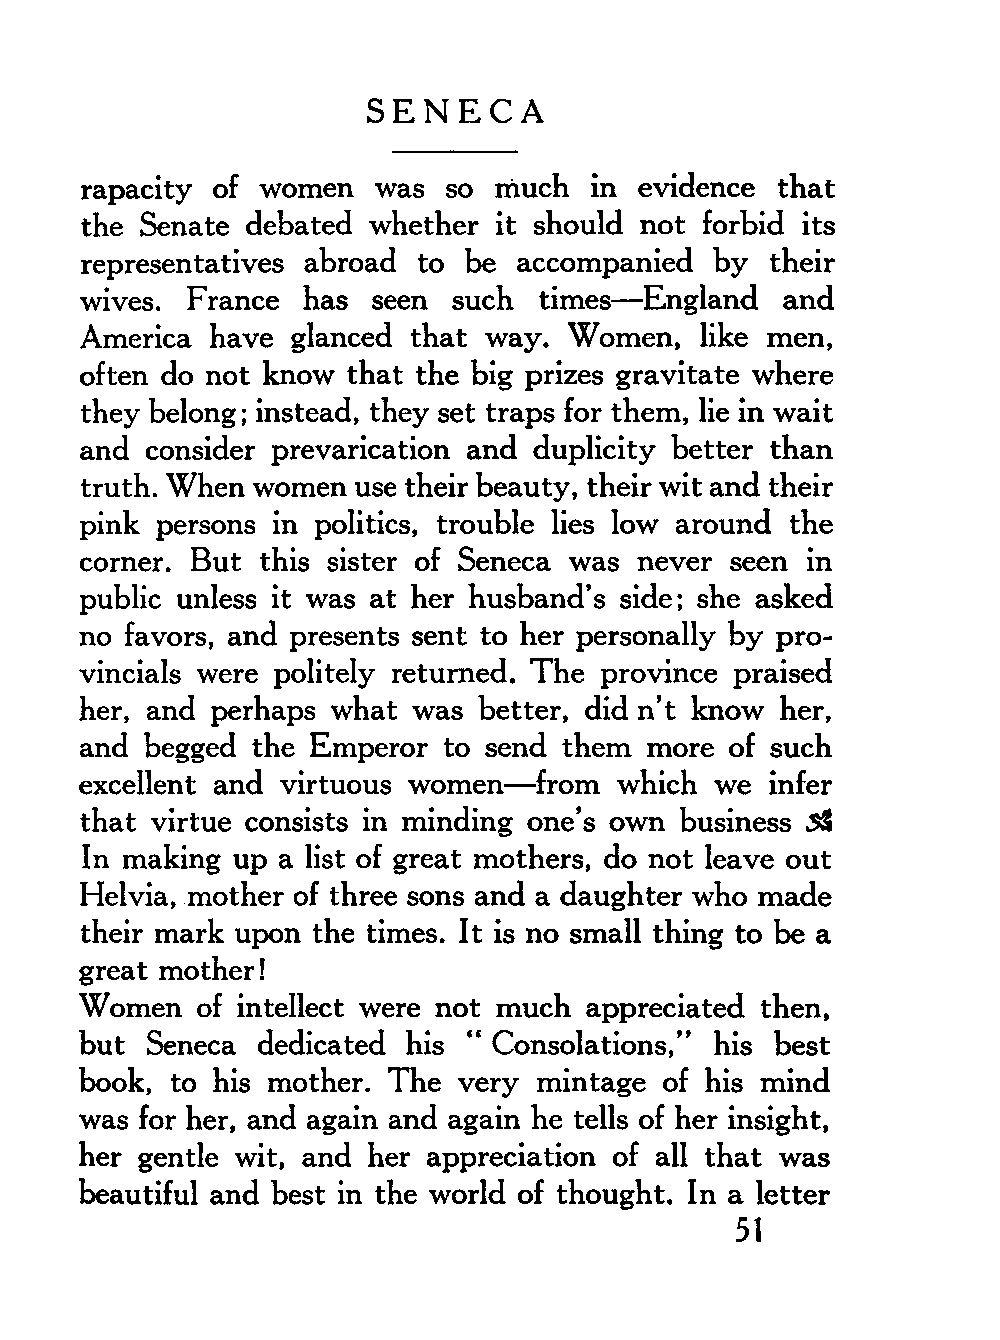 SENECA
rapacity of women was so much in evidence that
the Senate debated whether it should not forbid its
representatives abroad to be accompanied by their
wives. France has seen such times—England and
America have glanced that way. Women, like men,
often do not know that the big prizes gravitate where
they belong; instead, they set traps for them, lie in wait
and consider prevarication and duplicity better than
truth. When women use their beauty, their wit and their
pink persons in politics, trouble lies low around the
corner. But this sister of Seneca was never seen in
public unless it was at her husband's side; she asked
no favors, and presents sent to her personally by pro-
vincials were politely returned. The province praised
her, and perhaps what was better, did n't know her,
and begged the Emperor to send them more of such
excellent and virtuous women—from which we infer
that virtue consists in minding one's own business
In making up a list of great mothers, do not leave out
Helvia, mother of three sons and a daughter who made
their mark upon the times. It is no small thing to be a
great mother!
Women of intellect were not much appreciated then,
but Seneca dedicated his " Consolations," his best
book, to his mother. The very mintage of his mind
was for her, and again and again he tells of her insight,
her gentle wit, and her appreciation of all that was
beautiful and best in the world of thought. In a letter
51